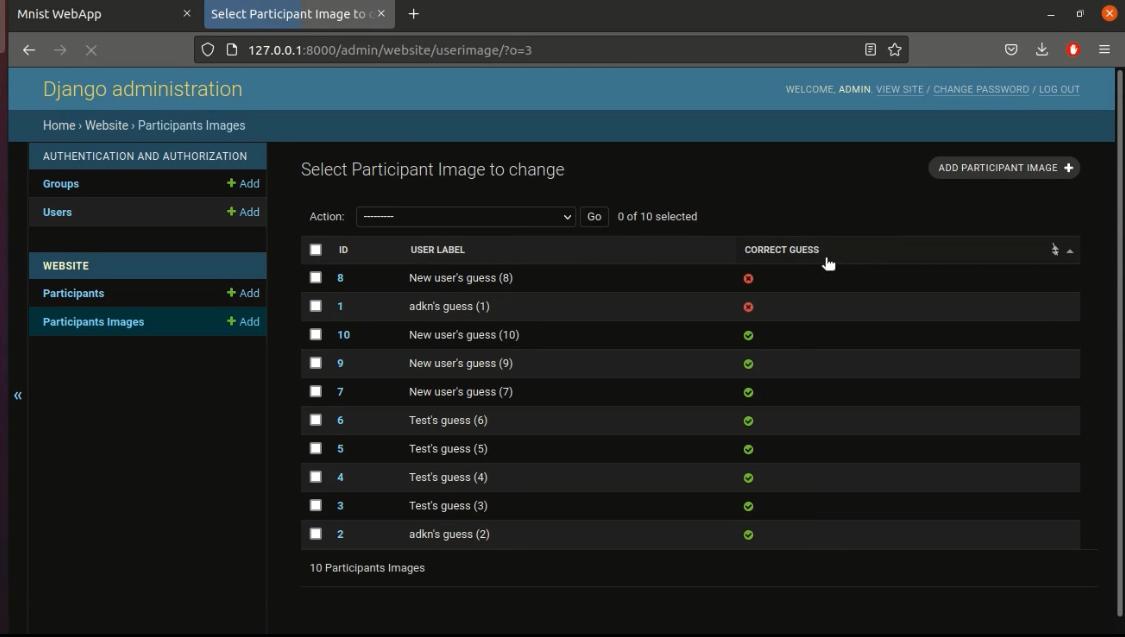 Mnist WebApp
Select Participant Image to c
127.0.0.1:8000/admin/website/userimage/?o=3
Django administration
WELCOME, ADMIN. VIEW SITE / CHANGE PASSWORD / LOG OUT
Home › Website › Participants Images
AUTHENTICATION AND AUTHORIZATION
Groups + Add
Users + Add
WEBSITE
Participants + Add
Participants Images + Add
«
Select Participant Image to change
ADD PARTICIPANT IMAGE +
Action: --------- Go 0 of 10 selected
ID USER LABEL CORRECT GUESS
8 New user's guess (8)
1 adkn's guess (1)
10 New user's guess (10)
9 New user's guess (9)
7 New user's guess (7)
6 Test's guess (6)
5 Test's guess (5)
4 Test's guess (4)
3 Test's guess (3)
2 adkn's guess (2)
10 Participants Images